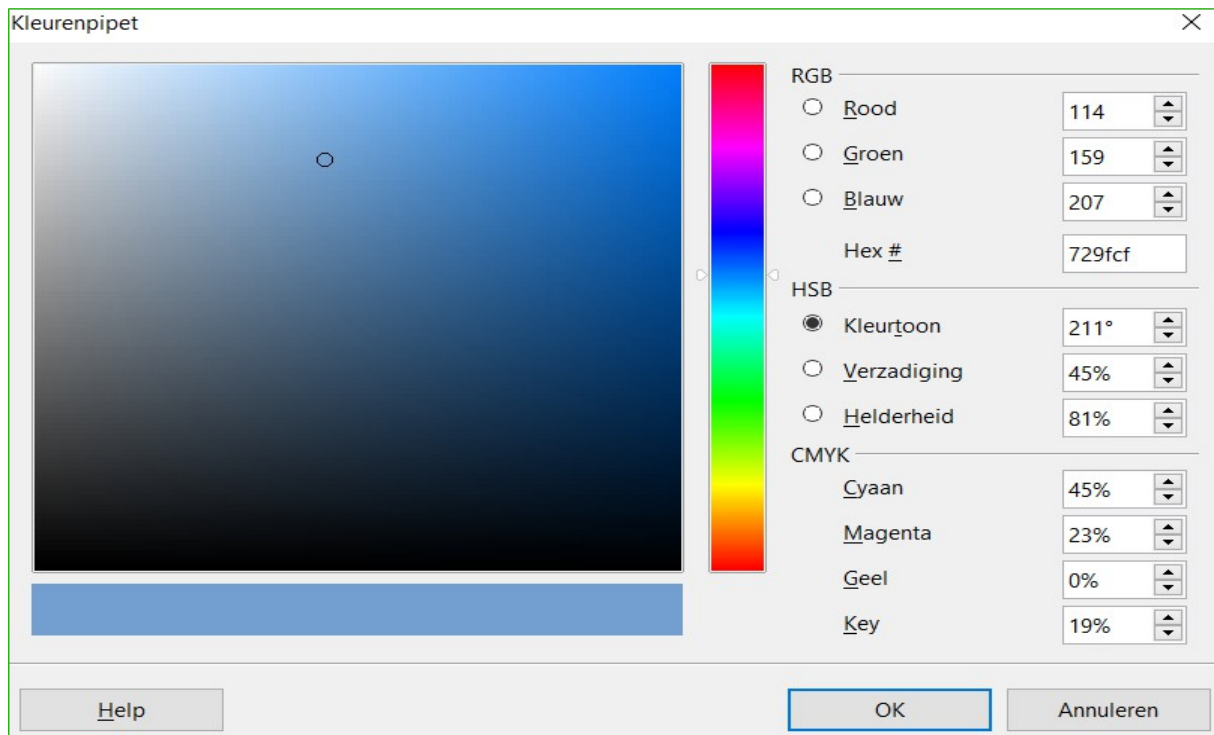 Kleurenpipet
RGB
Rood 114
Groen 159
Blauw 207
Hex # 729fcf
HSB
Kleurtoon 211°
Verzadiging 45%
Helderheid 81%
CMYK
Cyaan 45%
Magenta 23%
Geel 0%
Key 19%
Help OK Annuleren